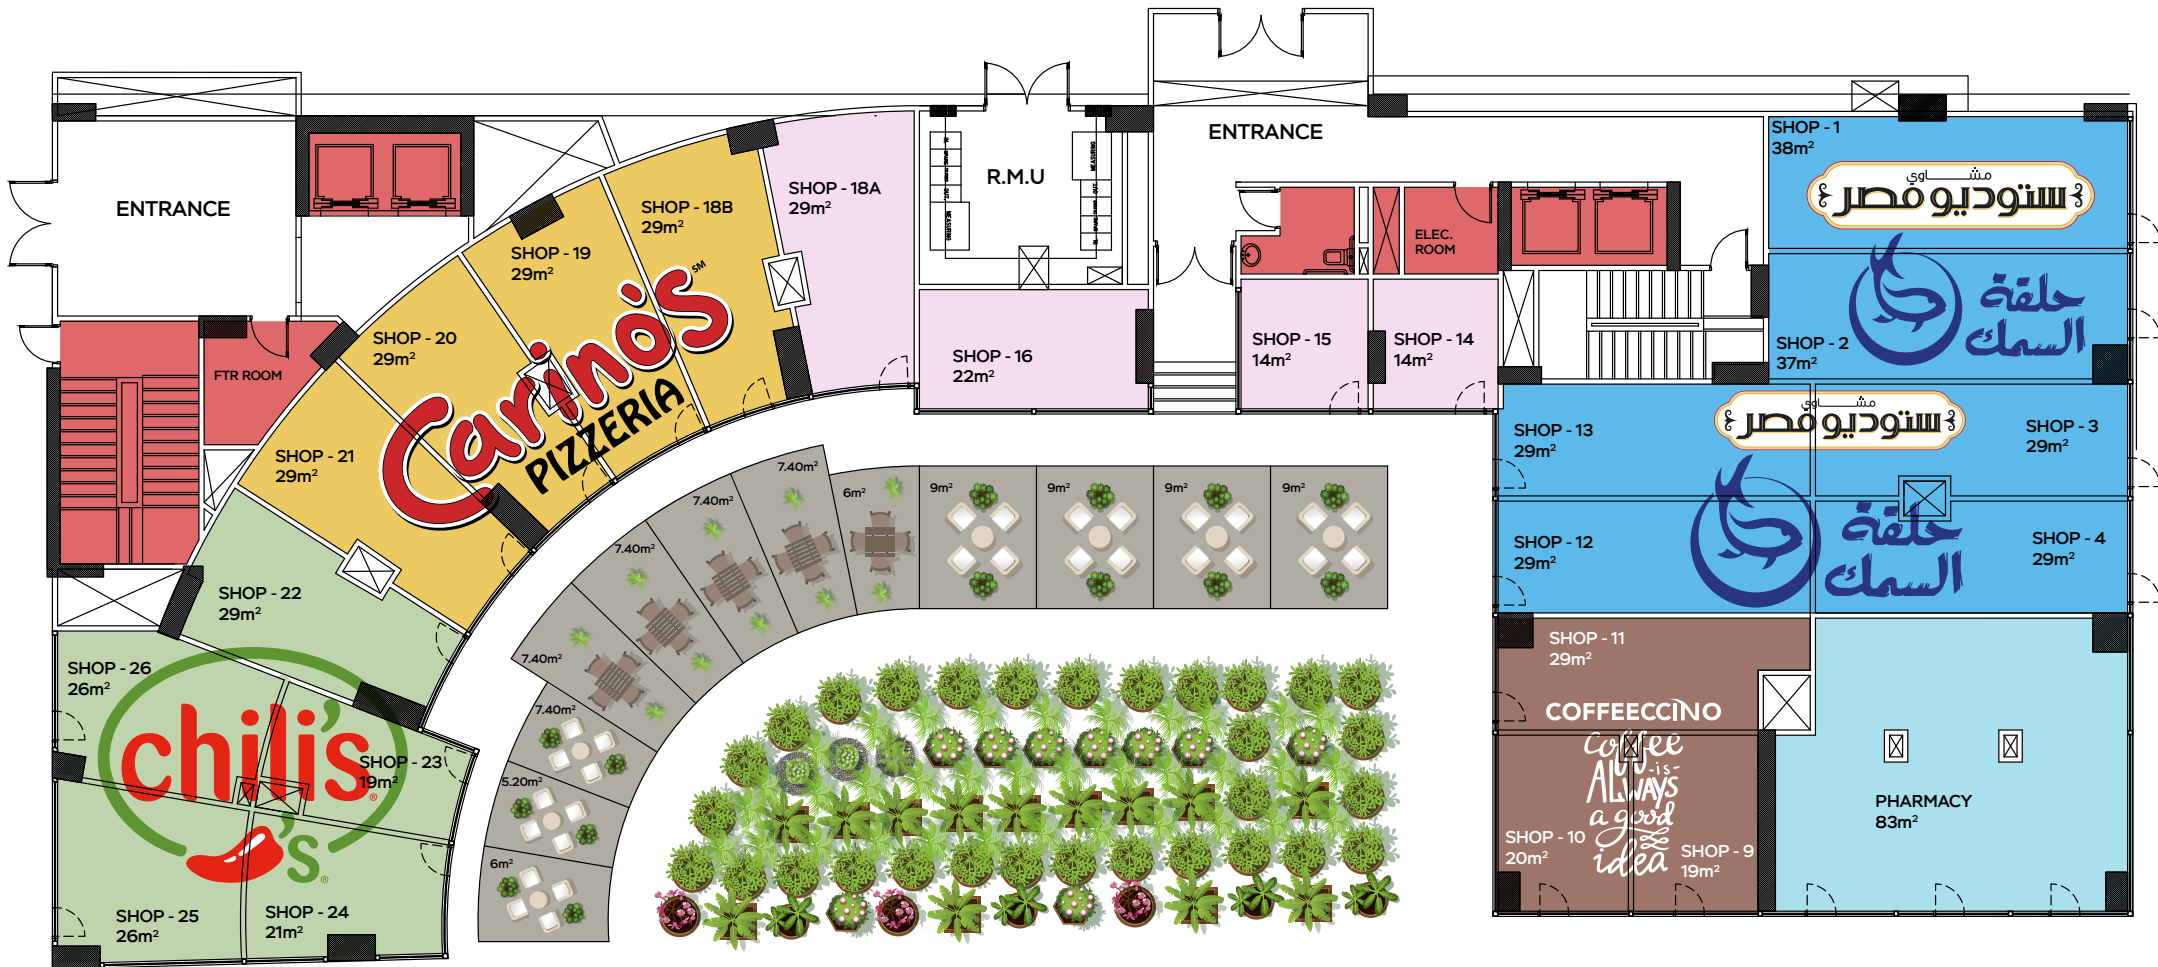 ENTRANCE
FTR ROOM
SHOP - 18A
29m²
SHOP - 18B
29m²
SHOP - 19
29m²
SHOP - 20
29m²
SHOP - 21
29m²
Carino's SM
PIZZERIA
SHOP - 22
29m²
SHOP - 26
26m²
SHOP - 23
19m²
chili's®
's®
SHOP - 25
26m²
SHOP - 24
21m²
R.M.U
MEASURING
MEASURING
ENTRANCE
ELEC.
ROOM
SHOP - 16
22m²
SHOP - 15
14m²
SHOP - 14
14m²
7.40m²
7.40m²
7.40m²
7.40m²
7.40m²
5.20m²
6m²
6m²
9m²
9m²
9m²
9m²
SHOP - 1
38m²
مشاوي
ستوديو مصر
حلقة
السمك
SHOP - 2
37m²
SHOP - 13
29m²
مشاوي
ستوديو مصر
SHOP - 3
29m²
SHOP - 12
29m²
حلقة
السمك
SHOP - 4
29m²
SHOP - 11
29m²
COFFEECCINO
Coffee
-is-
ALWAYS
a good
idea
SHOP - 10
20m²
SHOP - 9
19m²
PHARMACY
83m²